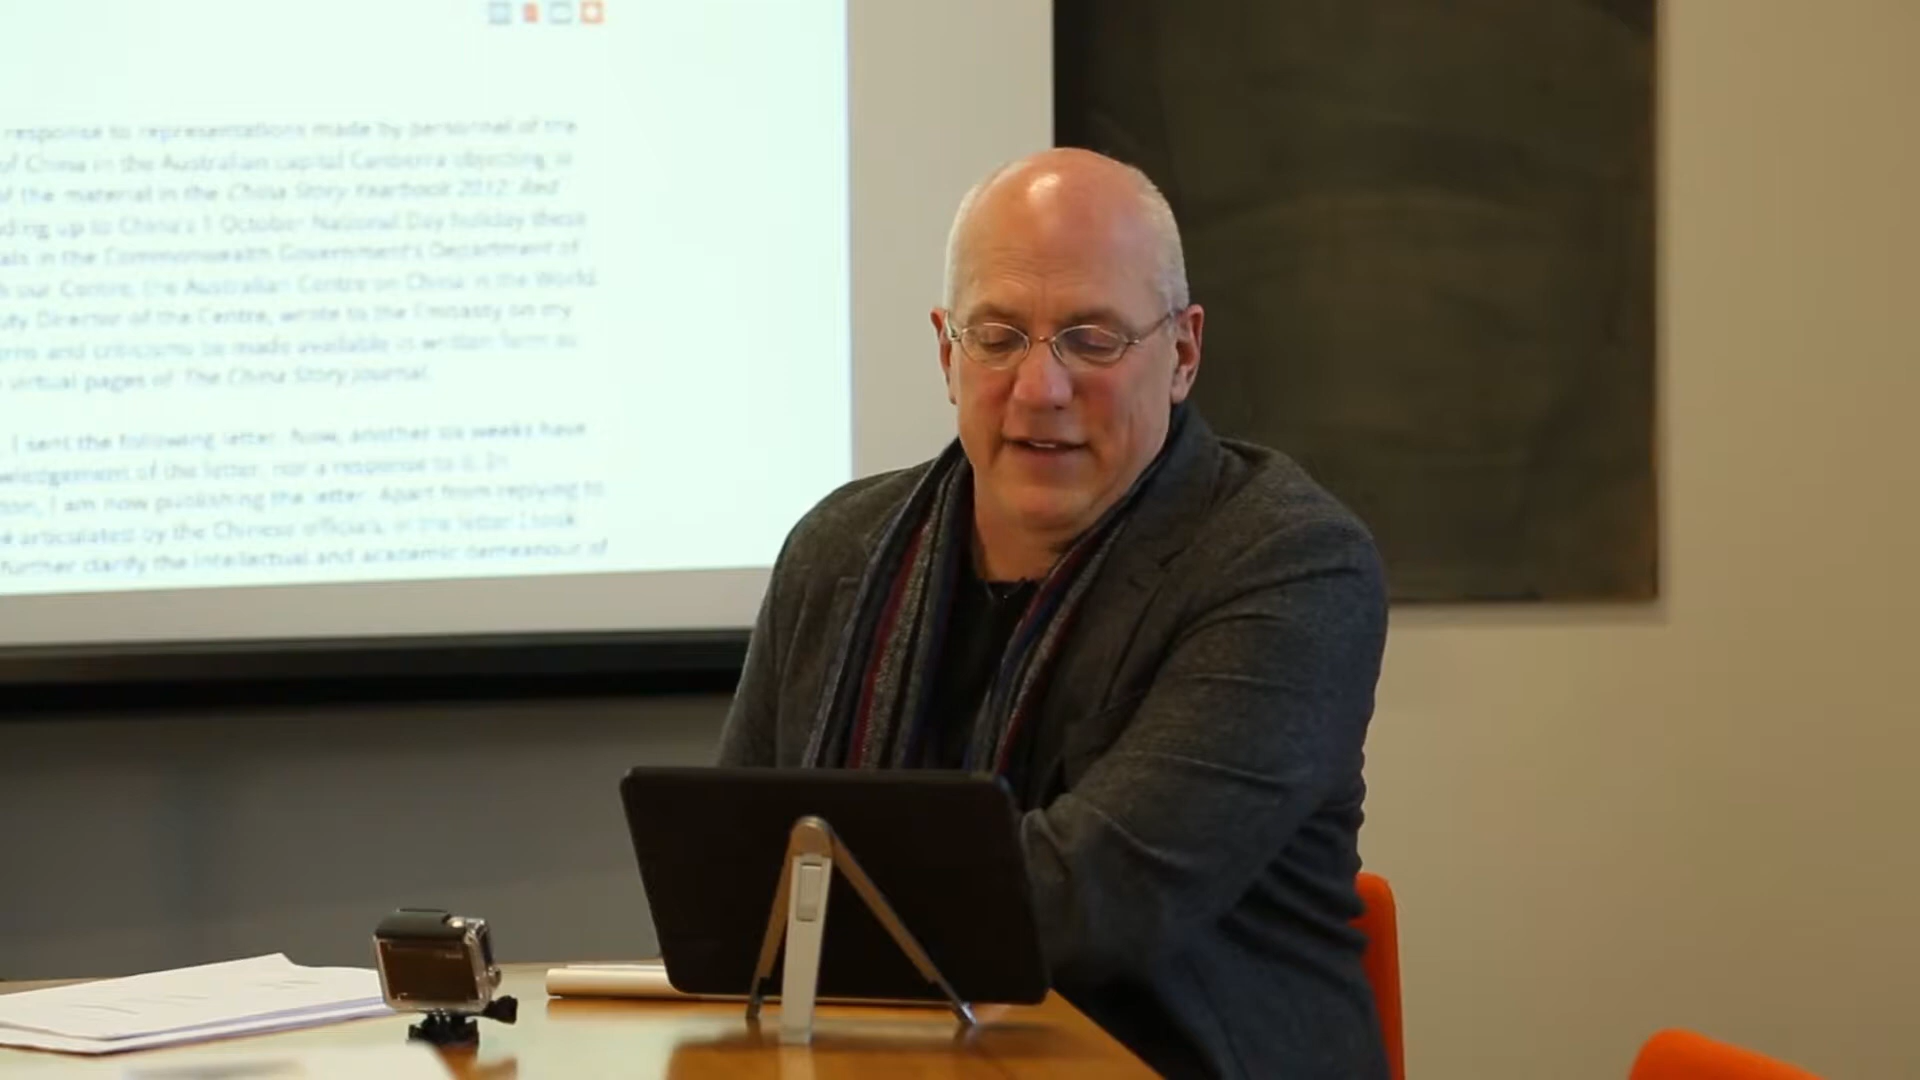 response to representations made by personnel of the
of China in the Australian capital Canberra objecting
of the material in the China Story Yearbook 2012: Red
ding up to China's 1 October National Day holiday these
als in the Commonwealth Government's Department of
our Centre, the Australian Centre on China in the World.
uty Director of the Centre, wrote to the Embassy on my
erns and criticisms be made available in written form as
virtual pages of The China Story Journal.
I sent the following letter. Now, another six weeks have
wledgement of the letter, nor a response to it. In
I am now publishing the letter. Apart from replying to
articulated by the Chinese officials, in the letter I took
further clarify the intellectual and academic demeanour of